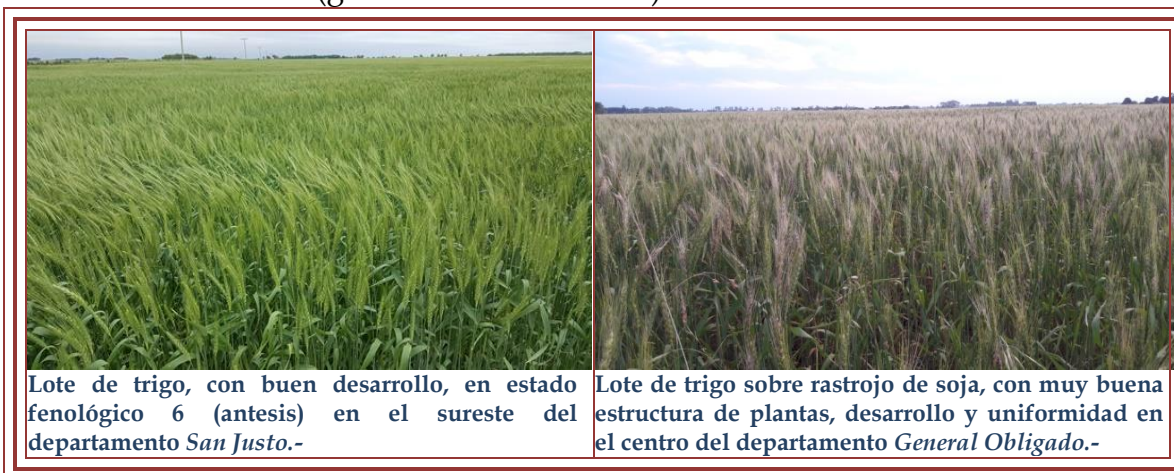 Lote de trigo, con buen desarrollo, en estado
fenológico 6 (antesis) en el sureste del
departamento San Justo.-
Lote de trigo sobre rastrojo de soja, con muy buena
estructura de plantas, desarrollo y uniformidad en
el centro del departamento General Obligado.-